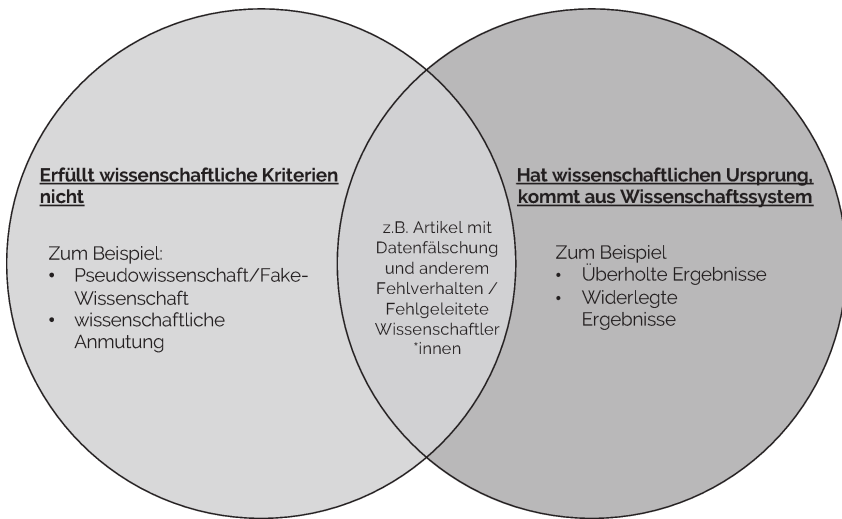 Erfüllt wissenschaftliche Kriterien
nicht
Zum Beispiel:
• Pseudowissenschaft/Fake-
Wissenschaft
• wissenschaftliche
Anmutung
z.B. Artikel mit
Datenfälschung
und anderem
Fehlverhalten /
Fehlgeleitete
Wissenschaftler
*innen
Hat wissenschaftlichen Ursprung,
kommt aus Wissenschaftssystem
Zum Beispiel
• Überholte Ergebnisse
• Widerlegte
Ergebnisse